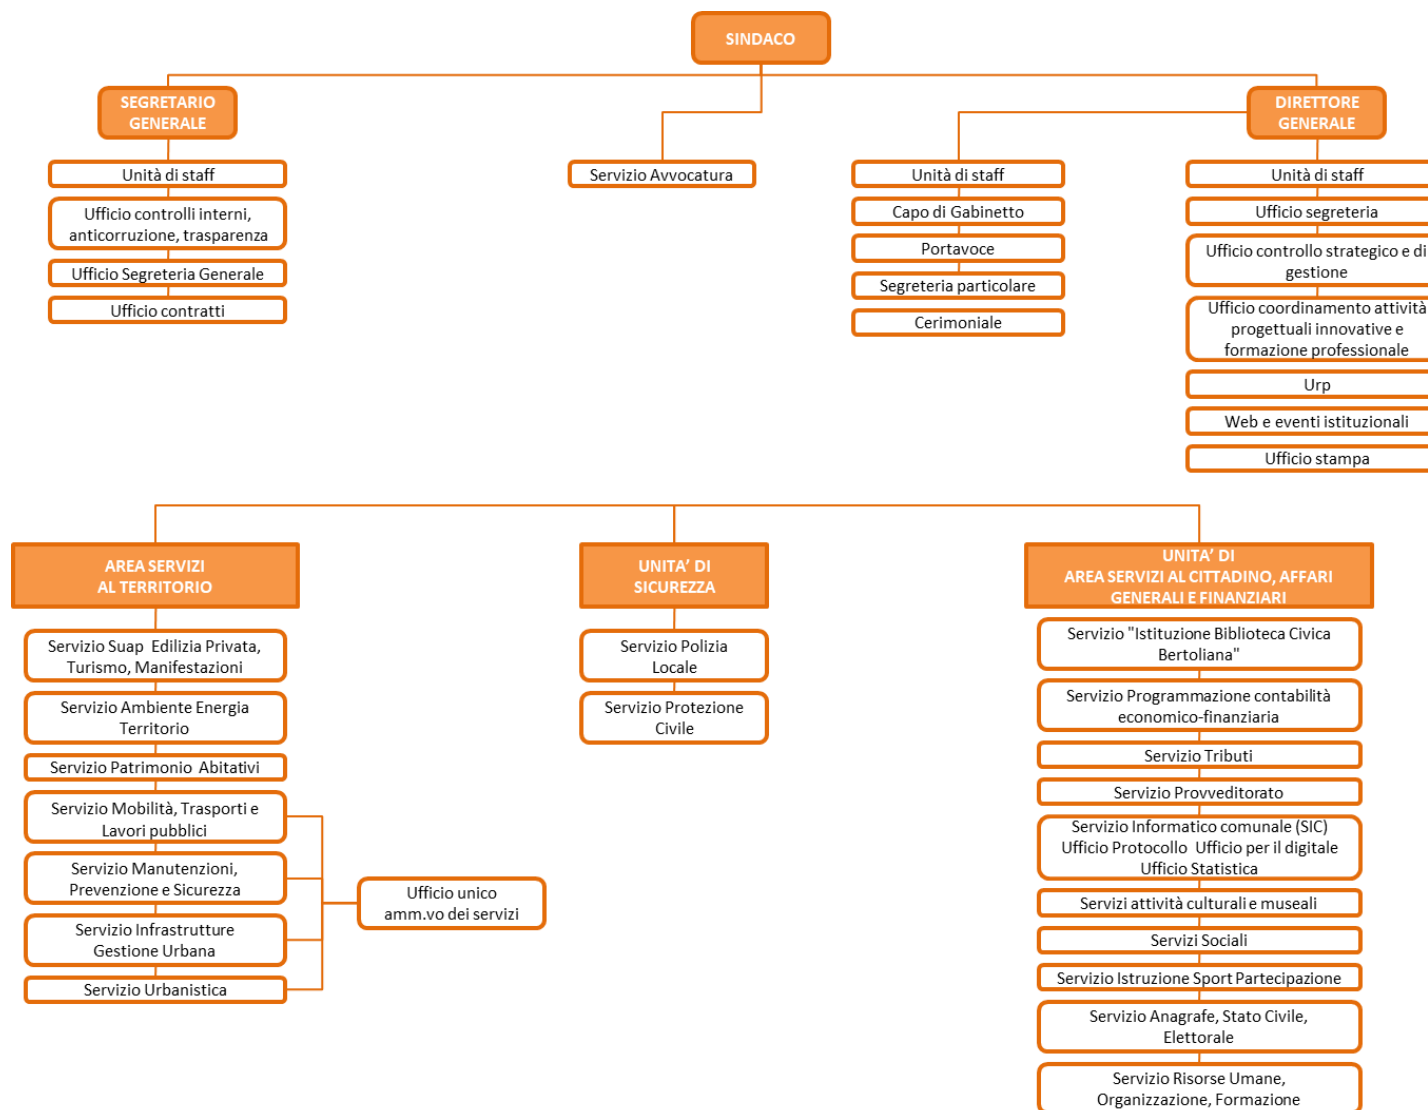 SINDACO
SEGRETARIO
GENERALE
Unità di staff
Ufficio controlli interni,
anticorruzione, trasparenza
Ufficio Segreteria Generale
Ufficio contratti
Servizio Avvocatura
DIRETTORE
GENERALE
Unità di staff
Capo di Gabinetto
Portavoce
Segreteria particolare
Cerimoniale
Unità di staff
Ufficio segreteria
Ufficio controllo strategico e di
gestione
Ufficio coordinamento attività
progettuali innovative e
formazione professionale
Urp
Web e eventi istituzionali
Ufficio stampa
AREA SERVIZI
AL TERRITORIO
Servizio Suap Edilizia Privata,
Turismo, Manifestazioni
Servizio Ambiente Energia
Territorio
Servizio Patrimonio Abitativi
Servizio Mobilità, Trasporti e
Lavori pubblici
Servizio Manutenzioni,
Prevenzione e Sicurezza
Servizio Infrastrutture
Gestione Urbana
Servizio Urbanistica
Ufficio unico
amm.vo dei servizi
UNITA’ DI
SICUREZZA
Servizio Polizia
Locale
Servizio Protezione
Civile
UNITA’ DI
AREA SERVIZI AL CITTADINO, AFFARI
GENERALI E FINANZIARI
Servizio "Istituzione Biblioteca Civica
Bertoliana"
Servizio Programmazione contabilità
economico-finanziaria
Servizio Tributi
Servizio Provveditorato
Servizio Informatico comunale (SIC)
Ufficio Protocollo Ufficio per il digitale
Ufficio Statistica
Servizi attività culturali e museali
Servizi Sociali
Servizio Istruzione Sport Partecipazione
Servizio Anagrafe, Stato Civile,
Elettorale
Servizio Risorse Umane,
Organizzazione, Formazione